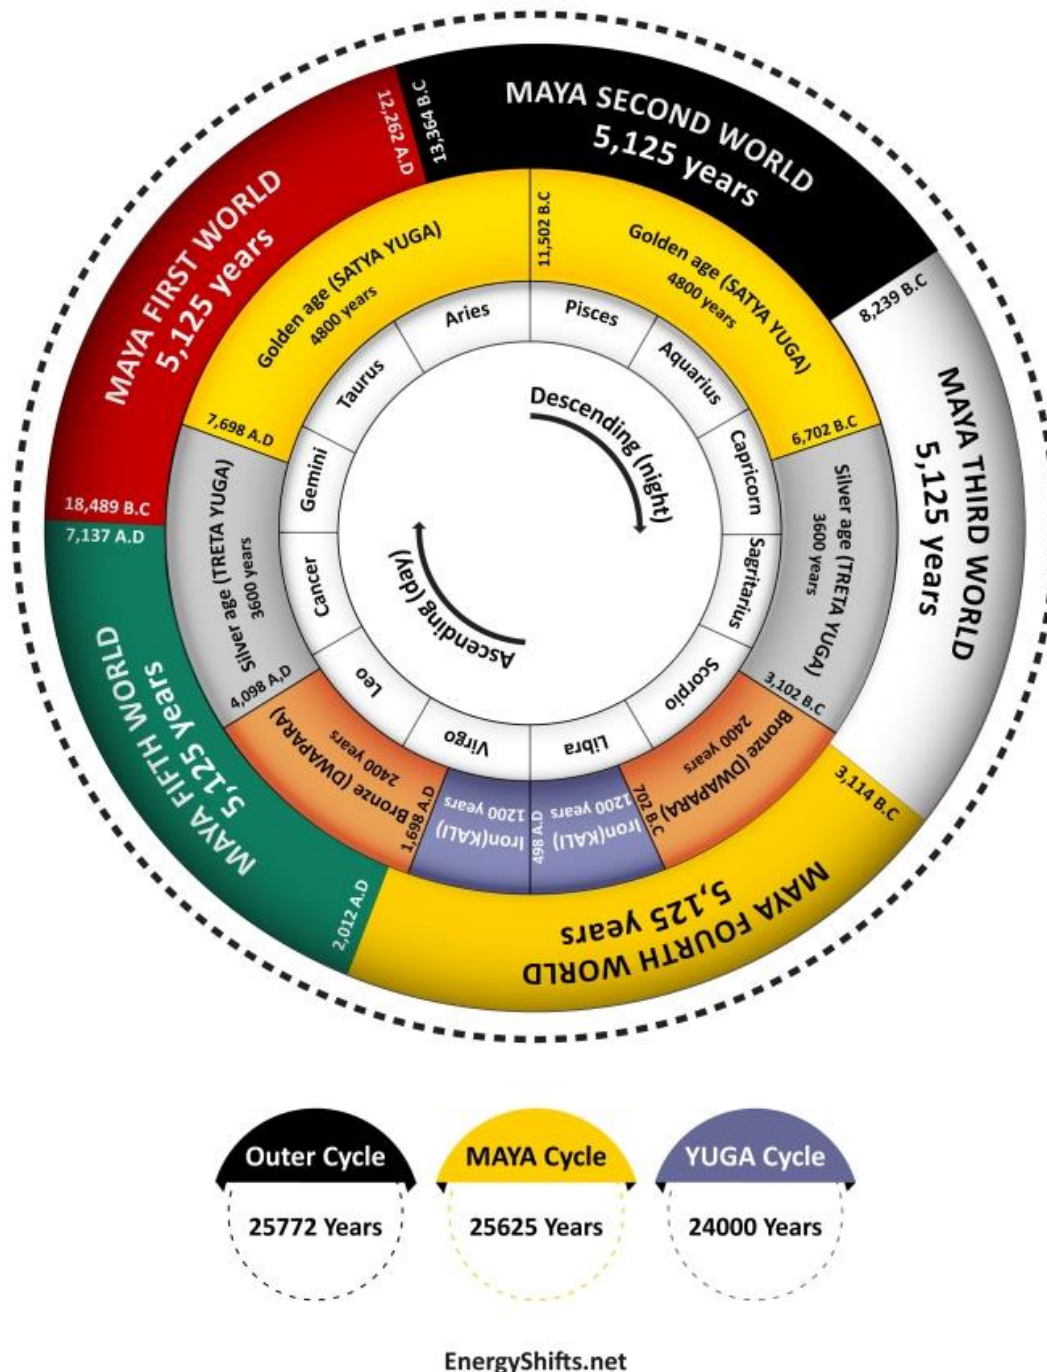 MAYA FIRST WORLD
5,125 years
18,489 B.C
13,364 B.C
MAYA SECOND WORLD
5,125 years
8,239 B.C
MAYA THIRD WORLD
5,125 years
3,114 B.C
MAYA FOURTH WORLD
5,125 years
2,012 A.D
MAYA FIFTH WORLD
5,125 years
7,137 A.D
12,262 A.D
11,502 B.C
Golden age (SATYA YUGA)
4800 years
6,702 B.C
Silver age (TRETA YUGA)
3600 years
3,102 B.C
Bronze (DWAPARA)
2400 years
702 B.C
Iron(KALI)
1200 years
498 A.D
Iron(KALI)
1200 years
1,698 A.D
Bronze (DWAPARA)
2400 years
4,098 A,D
Silver age (TRETA YUGA)
3600 years
7,698 A.D
Golden age (SATYA YUGA)
4800 years
Pisces
Aquarius
Capricorn
Sagritarius
Scorpio
Libra
Virgo
Leo
Cancer
Gemini
Taurus
Aries
Descending (night)
Ascending (day)
Outer Cycle
25772 Years
MAYA Cycle
25625 Years
YUGA Cycle
24000 Years
EnergyShifts.net